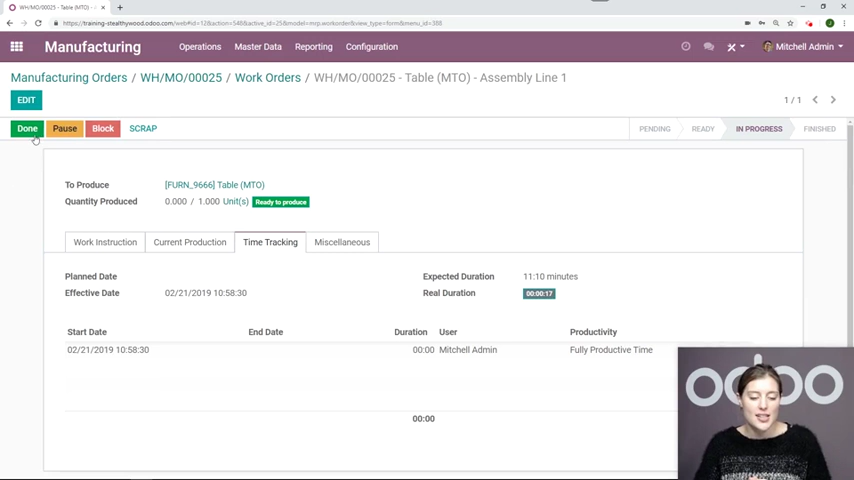 WH/MO/00025 - Table (MTO) - A
https://training-stealthywood.odoo.com/web#id=12&action=548&active_id=25&model=mrp.workorder&view_type=form&menu_id=388
Manufacturing Operations Master Data Reporting Configuration Mitchell Admin
Manufacturing Orders / WH/MO/00025 / Work Orders / WH/MO/00025 - Table (MTO) - Assembly Line 1
EDIT 1 / 1
Done Pause Block SCRAP PENDING READY IN PROGRESS FINISHED
To Produce [FURN_9666] Table (MTO)
Quantity Produced 0.000 / 1.000 Unit(s) Ready to produce
Work Instruction Current Production Time Tracking Miscellaneous
Planned Date Expected Duration 11:10 minutes
Effective Date 02/21/2019 10:58:30 Real Duration 00:00:17
Start Date End Date Duration User Productivity
02/21/2019 10:58:30 00:00 Mitchell Admin Fully Productive Time
00:00
odoo